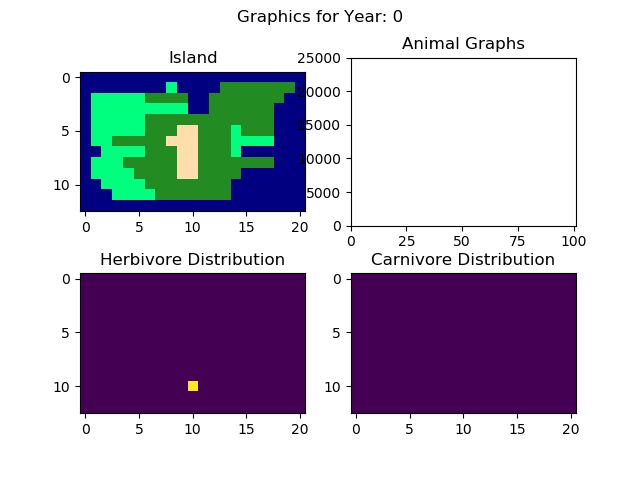 Graphics for Year: 0
Island
0
5
10
0 5 10 15 20
Animal Graphs
25000
20000
15000
10000
5000
0
0 25 50 75 100
Herbivore Distribution
0
5
10
0 5 10 15 20
Carnivore Distribution
0
5
10
0 5 10 15 20